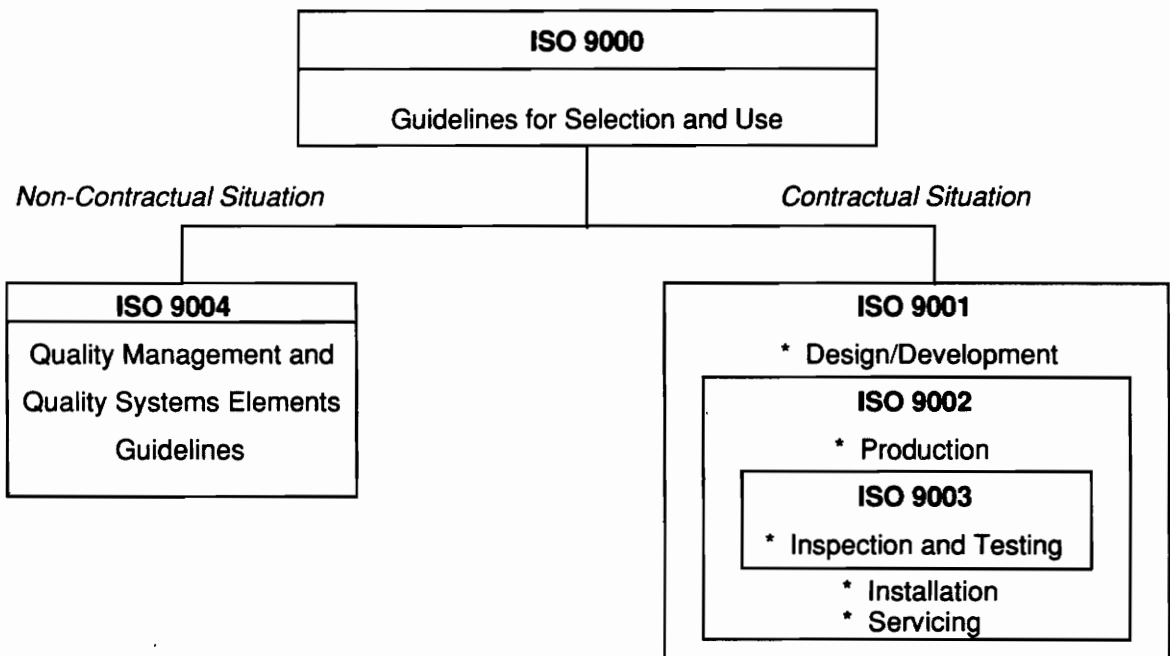 ISO 9000
Guidelines for Selection and Use
Non-Contractual Situation
Contractual Situation
ISO 9004
Quality Management and
Quality Systems Elements
Guidelines
ISO 9001
* Design/Development
ISO 9002
* Production
ISO 9003
* Inspection and Testing
* Installation
* Servicing